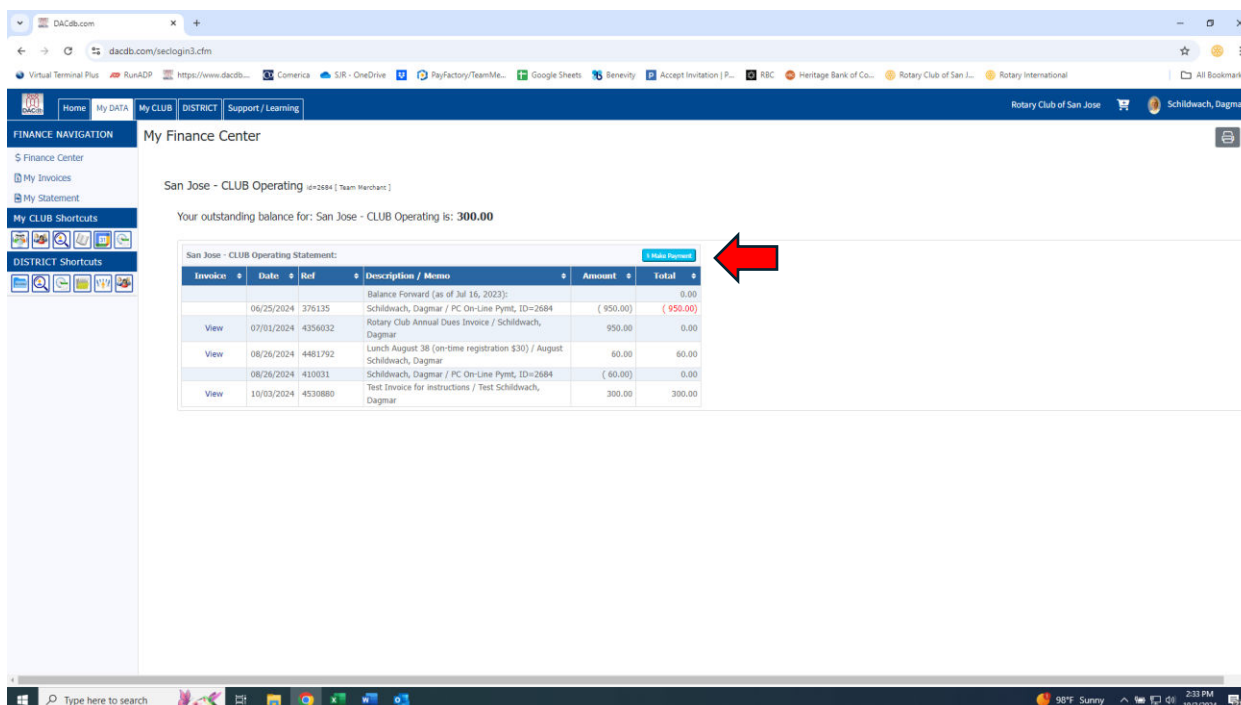 DACdb.com
dacdb.com/seclogin3.cfm
Virtual Terminal Plus RunADP https://www.dacdb... Comerica SJR - OneDrive PayFactory/TeamMe... Google Sheets Benevity Accept Invitation | P... RBC Heritage Bank of Co... Rotary Club of San J... Rotary International All Bookmark
DACdb Home My DATA My CLUB DISTRICT Support / Learning Rotary Club of San Jose Schildwach, Dagma
FINANCE NAVIGATION
My Finance Center
$ Finance Center
My Invoices
My Statement
My CLUB Shortcuts
DISTRICT Shortcuts
San Jose - CLUB Operating id=2684 [ Team Merchant ]
Your outstanding balance for: San Jose - CLUB Operating is: 300.00
San Jose - CLUB Operating Statement: $ Make Payment
Invoice Date Ref Description / Memo Amount Total
Balance Forward (as of Jul 16, 2023): 0.00
06/25/2024 376135 Schildwach, Dagmar / PC On-Line Pymt, ID=2684 ( 950.00) ( 950.00)
View 07/01/2024 4356032 Rotary Club Annual Dues Invoice / Schildwach, 950.00 0.00
Dagmar
View 08/26/2024 4481792 Lunch August 38 (on-time registration $30) / August 60.00 60.00
Schildwach, Dagmar
08/26/2024 410031 Schildwach, Dagmar / PC On-Line Pymt, ID=2684 ( 60.00) 0.00
View 10/03/2024 4530880 Test Invoice for instructions / Test Schildwach, 300.00 300.00
Dagmar
Type here to search
98°F Sunny
2:33 PM